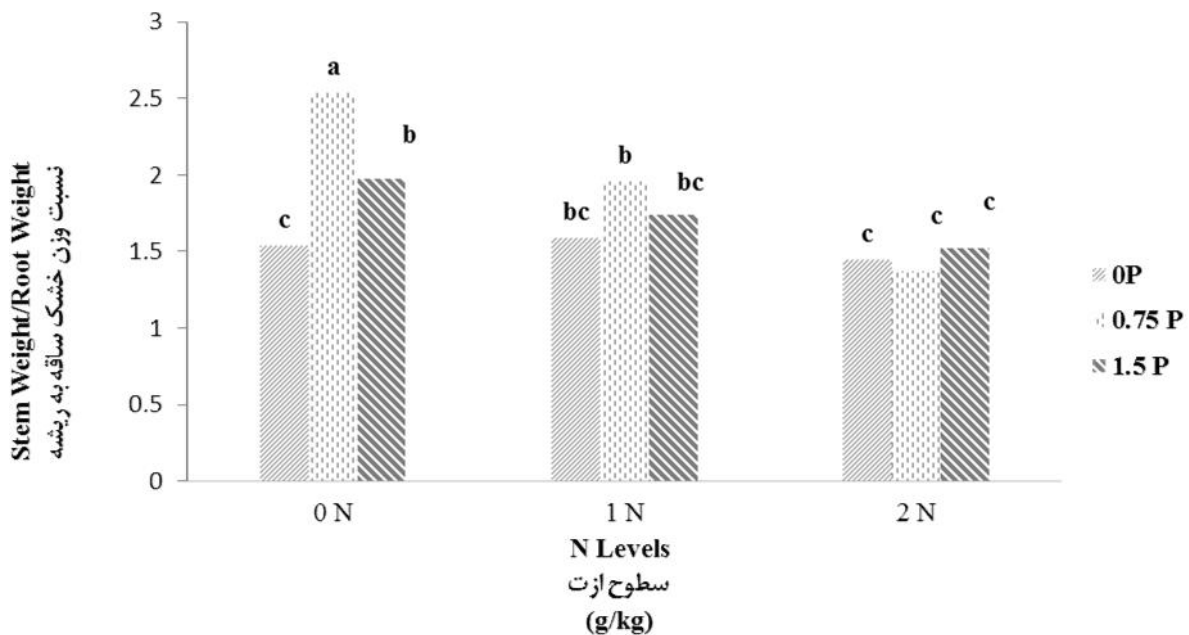 3
2.5
2
1.5
1
0.5
0
Stem Weight/Root Weight
نسبت وزن خشک ساقه به ریشه
c
a
b
bc
b
bc
c
c
c
0 N
1 N
2 N
N Levels
سطوح ازت
(g/kg)
0P
0.75 P
1.5 P